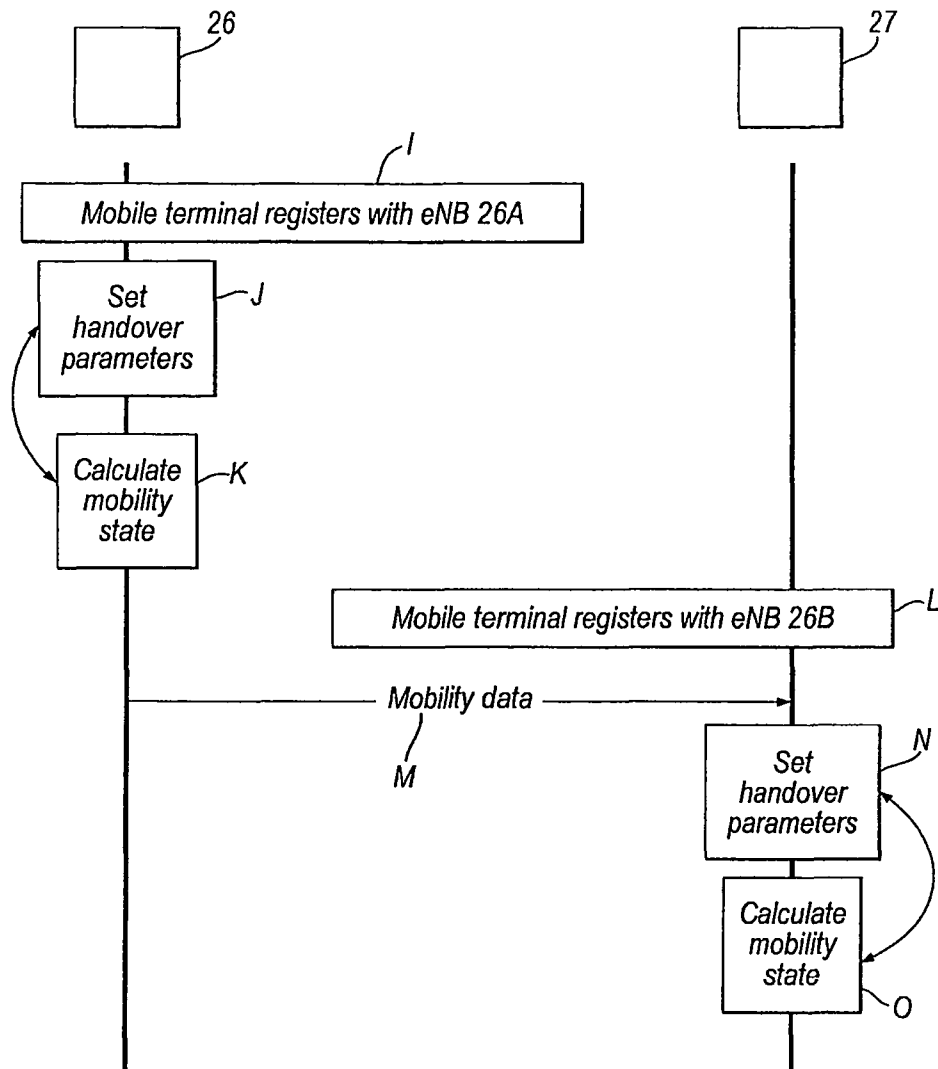 26
27
I
Mobile terminal registers with eNB 26A
Set
handover
parameters
J
Calculate
mobility
state
K
Mobile terminal registers with eNB 26B
L
Mobility data
M
Set
handover
parameters
N
Calculate
mobility
state
O